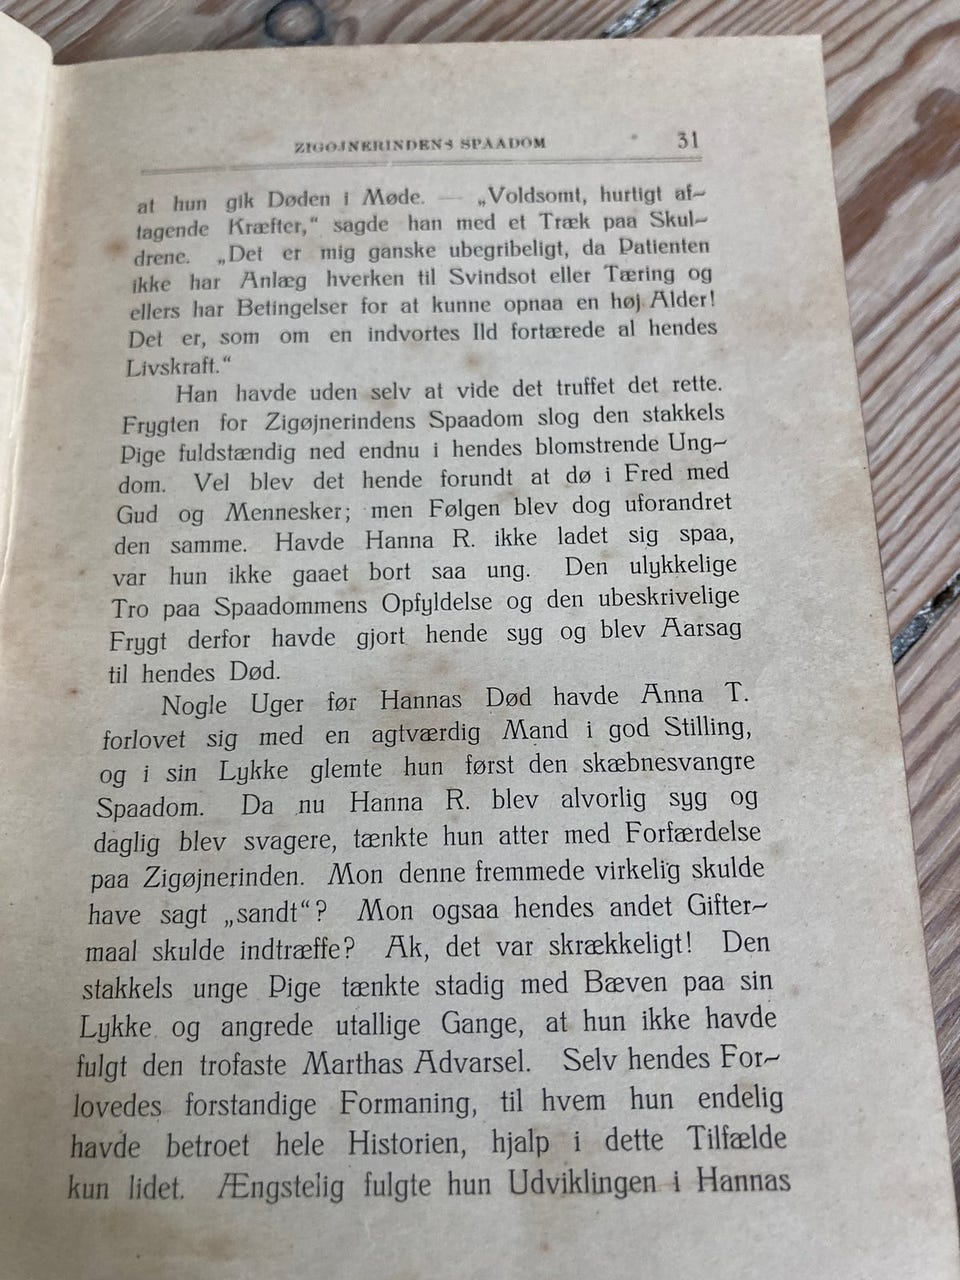 ZIGØJNERINDENS SPAADOM 31
at hun gik Døden i Møde. — „Voldsomt, hurtigt af-
tagende Kræfter,“ sagde han med et Træk paa Skul-
drene. „Det er mig ganske ubegribeligt, da Patienten
ikke har Anlæg hverken til Svindsot eller Tæring og
ellers har Betingelser for at kunne opnaa en høj Alder!
Det er, som om en indvortes Ild fortærede al hendes
Livskraft.“
Han havde uden selv at vide det truffet det rette.
Frygten for Zigøjnerindens Spaadom slog den stakkels
Pige fuldstændig ned endnu i hendes blomstrende Ung-
dom. Vel blev det hende forundt at dø i Fred med
Gud og Mennesker; men Følgen blev dog uforandret
den samme. Havde Hanna R. ikke ladet sig spaa,
var hun ikke gaaet bort saa ung. Den ulykkelige
Tro paa Spaadommens Opfyldelse og den ubeskrivelige
Frygt derfor havde gjort hende syg og blev Aarsag
til hendes Død.
Nogle Uger før Hannas Død havde Anna T.
forlovet sig med en agtværdig Mand i god Stilling,
og i sin Lykke glemte hun først den skæbnesvangre
Spaadom. Da nu Hanna R. blev alvorlig syg og
daglig blev svagere, tænkte hun atter med Forfærdelse
paa Zigøjnerinden. Mon denne fremmede virkelig skulde
have sagt „sandt“? Mon ogsaa hendes andet Gifter-
maal skulde indtræffe? Ak, det var skrækkeligt! Den
stakkels unge Pige tænkte stadig med Bæven paa sin
Lykke og angrede utallige Gange, at hun ikke havde
fulgt den trofaste Marthas Advarsel. Selv hendes For-
lovedes forstandige Formaning, til hvem hun endelig
havde betroet hele Historien, hjalp i dette Tilfælde
kun lidet. Ængstelig fulgte hun Udviklingen i Hannas